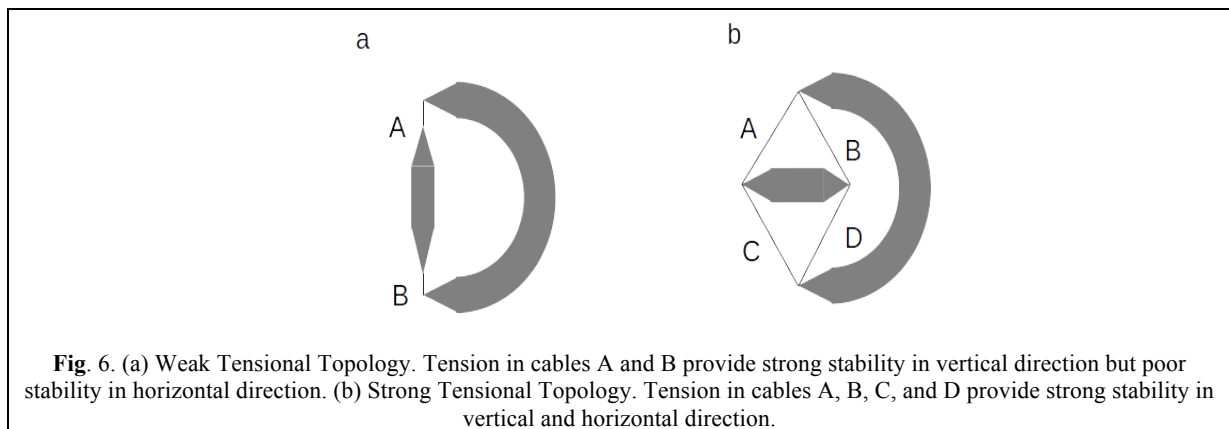 a
b
A
B
A
B
C
D
Fig. 6. (a) Weak Tensional Topology. Tension in cables A and B provide strong stability in vertical direction but poor
stability in horizontal direction. (b) Strong Tensional Topology. Tension in cables A, B, C, and D provide strong stability in
vertical and horizontal direction.